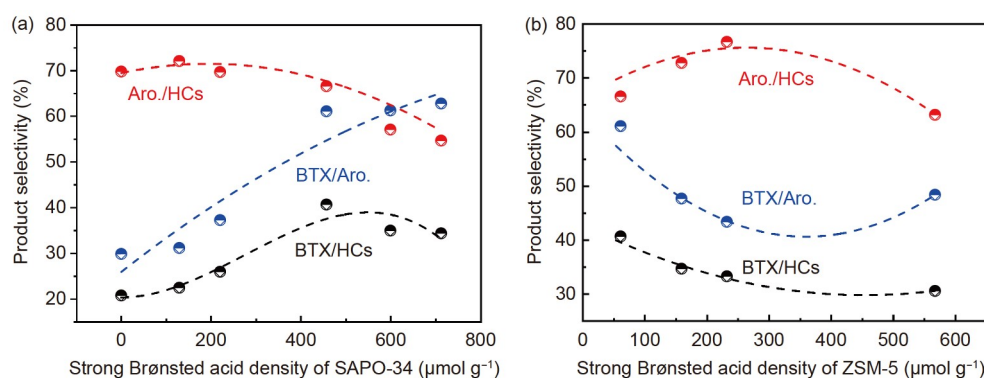 (a)
80
70
60
50
40
30
20
Product selectivity (%)
Aro./HCs
BTX/Aro.
BTX/HCs
0 200 400 600 800
Strong Brønsted acid density of SAPO-34 (µmol g⁻¹)
(b)
80
70
60
50
40
30
Product selectivity (%)
Aro./HCs
BTX/Aro.
BTX/HCs
0 100 200 300 400 500 600
Strong Brønsted acid density of ZSM-5 (µmol g⁻¹)